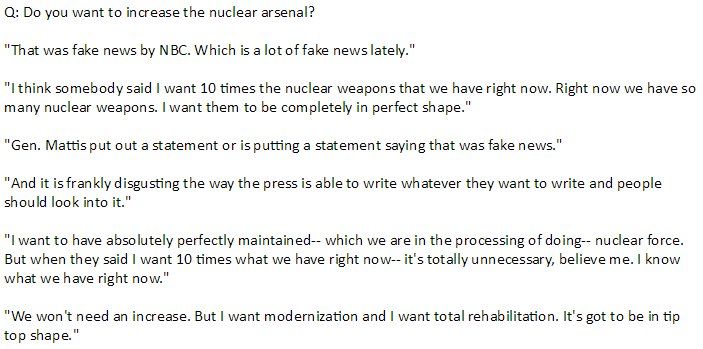 Q: Do you want to increase the nuclear arsenal?
"That was fake news by NBC. Which is a lot of fake news lately."
"I think somebody said I want 10 times the nuclear weapons that we have right now. Right now we have so
many nuclear weapons. I want them to be completely in perfect shape."
"Gen. Mattis put out a statement or is putting a statement saying that was fake news."
"And it is frankly disgusting the way the press is able to write whatever they want to write and people
should look into it."
"I want to have absolutely perfectly maintained-- which we are in the processing of doing-- nuclear force.
But when they said I want 10 times what we have right now-- it's totally unnecessary, believe me. I know
what we have right now."
"We won't need an increase. But I want modernization and I want total rehabilitation. It's got to be in tip
top shape."